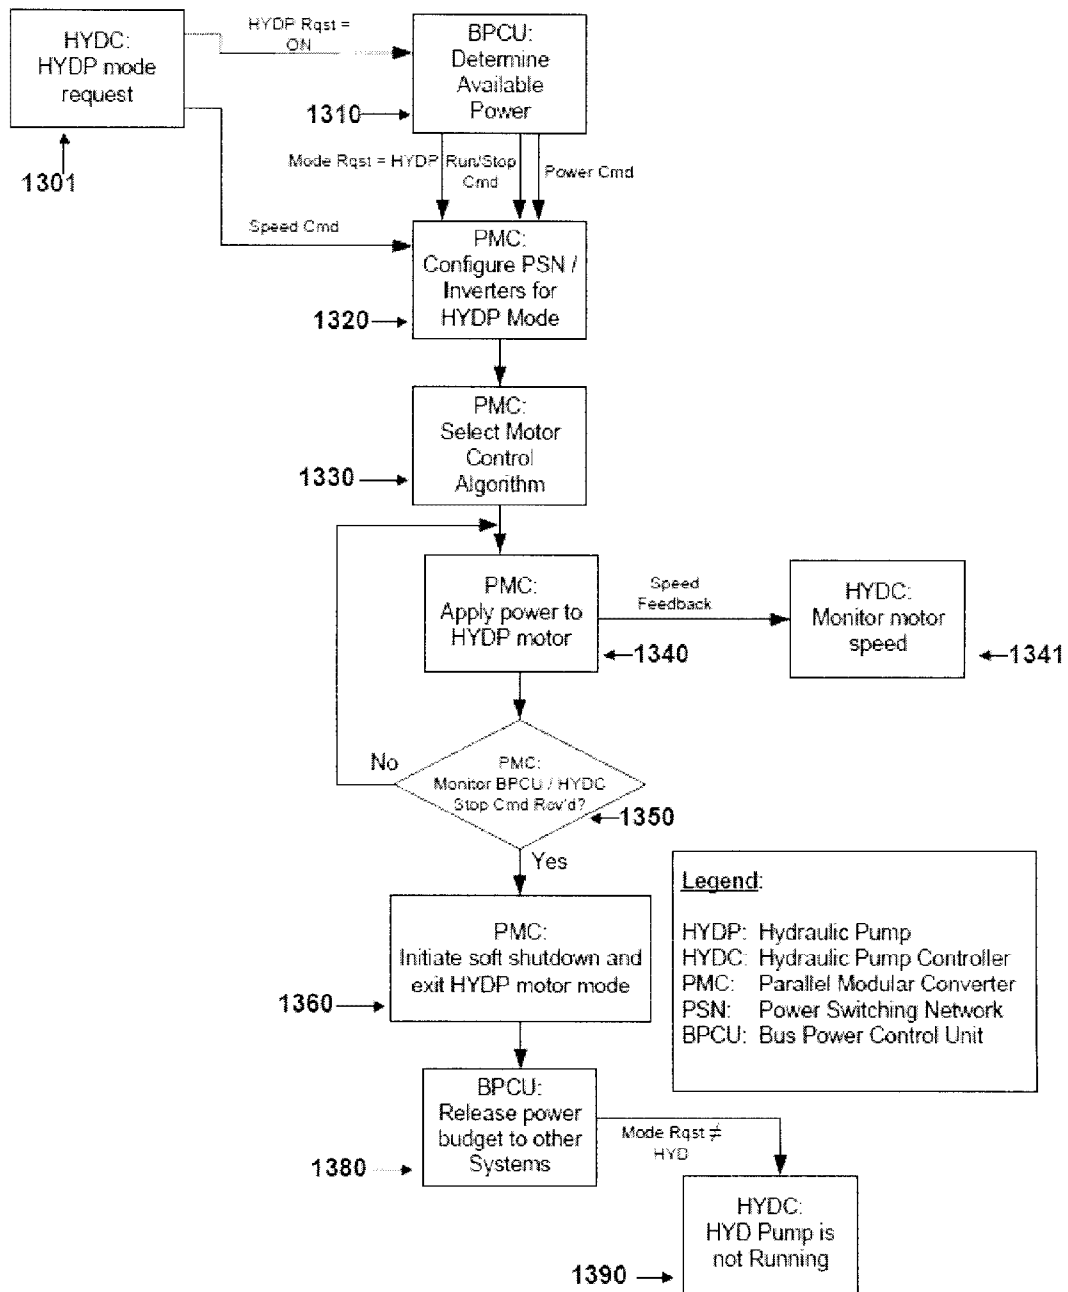 HYDC:
HYDP mode
request
1301
HYDP Rqst =
ON
BPCU:
Determine
Available
Power
1310
Mode Rqst = HYDP
Run/Stop
Cmd
Power Cmd
Speed Cmd
PMC:
Configure PSN /
Inverters for
HYDP Mode
1320
PMC:
Select Motor
Control
Algorithm
1330
PMC:
Apply power to
HYDP motor
1340
Speed
Feedback
HYDC:
Monitor motor
speed
1341
No
PMC:
Monitor BPCU / HYDC
Stop Cmd Rcv'd?
1350
Yes
PMC:
Initiate soft shutdown and
exit HYDP motor mode
1360
Legend:
HYDP: Hydraulic Pump
HYDC: Hydraulic Pump Controller
PMC: Parallel Modular Converter
PSN: Power Switching Network
BPCU: Bus Power Control Unit
BPCU:
Release power
budget to other
Systems
1380
Mode Rqst ≠
HYD
HYDC:
HYD Pump is
not Running
1390